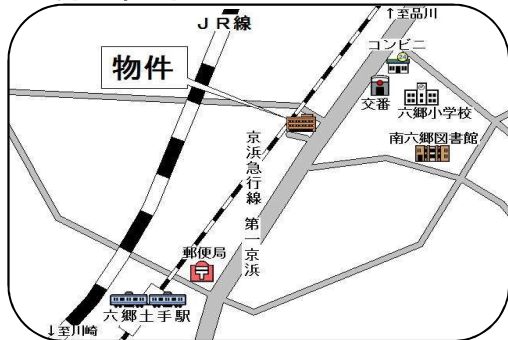 JR線
↑至品川
コンビニ
物件
交番
六郷小学校
南六郷図書館
京浜急行線
第一京浜
郵便局
六郷土手駅
↓至川崎